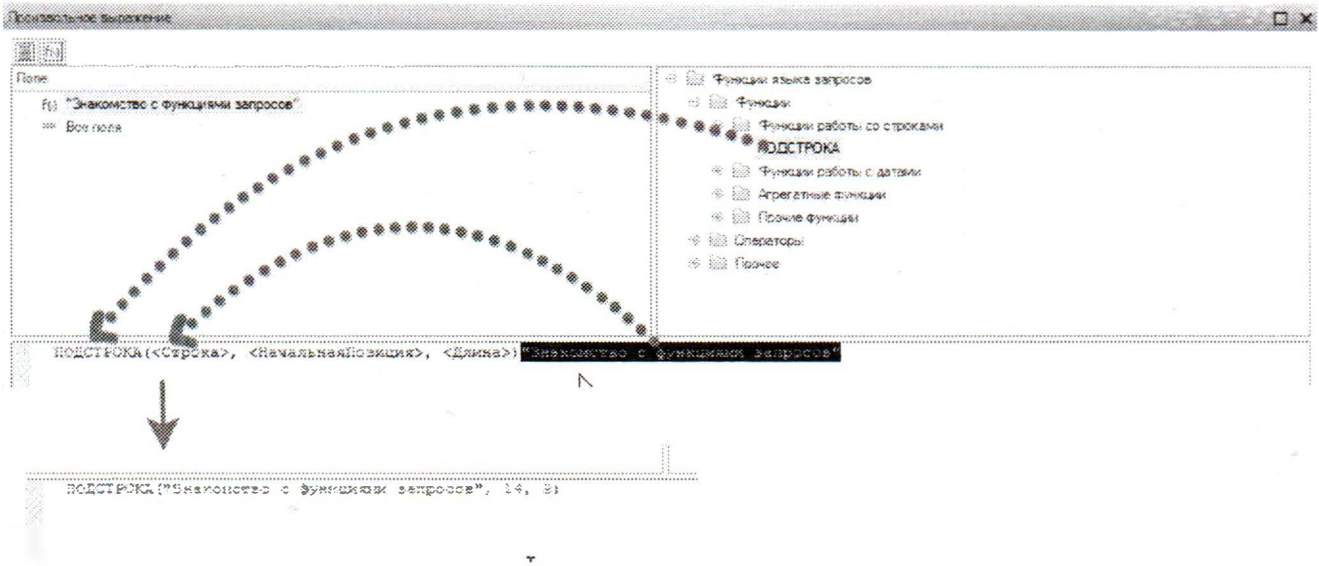 Произвольное выражение
Поле
"Знакомство с функциями запросов"
Все поля
Функции языка запросов
Функции
Функции работы со строками
ПОДСТРОКА
Функции работы с датами
Агрегатные функции
Прочие функции
Операторы
Прочее
ПОДСТРОКА(<Строка>, <НачальнаяПозиция>, <Длина>)"Знакомство с функциями запросов"
ПОДСТРОКА("Знакомство с функциями запросов", 14, 9)